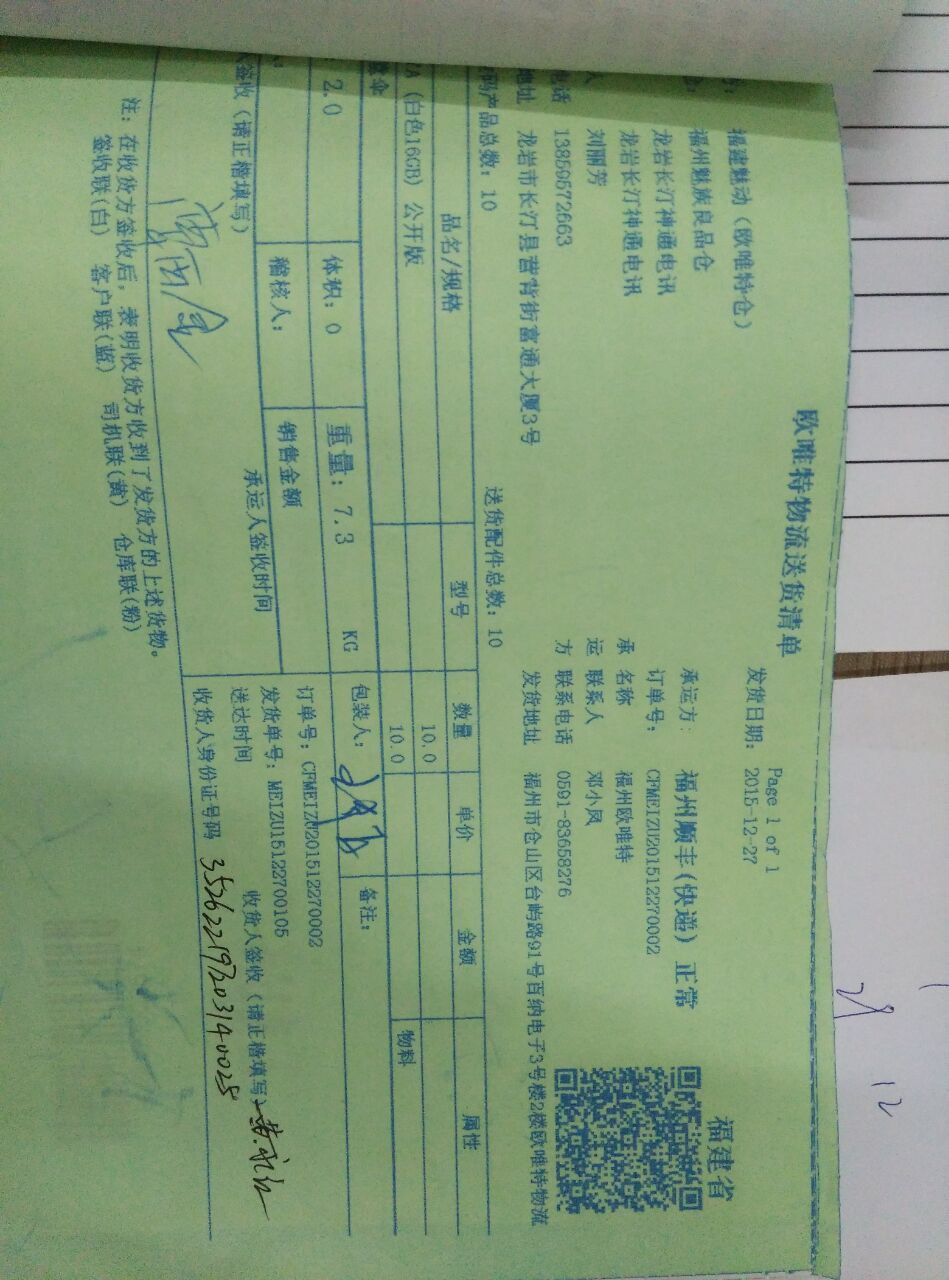 欧唯特物流送货清单
Page 1 of 1
发货日期: 2015-12-27
福建省
福建魅动(欧唯特仓)
福州魅族良品仓
龙岩长汀神通电讯
龙岩长汀神通电讯
刘丽芳
电话 13859572663
地址 龙岩市长汀县营背街富通大厦3号
码产品总数: 10 送货配件总数: 10
承运方: 福州顺丰(快递) 正常
订单号: CFMEIZU201512270002
承 名称 福州欧唯特
运 联系人 邓小凤
方 联系电话 0591-83658276
发货地址 福州市仓山区台屿路91号百纳电子3号楼2楼欧唯特物流
品名/规格 型号 数量 单价 金额 属性
A (白色16GB) 公开版 10.0
伞 10.0 物料
2.0 体积: 0 重量: 7.3 KG 包装人: 备注:
稽核人: 销售金额 订单号: CFMEIZU201512270002
发货单号: MEIZU15122700105
签收 (请正楷填写) 承运人签收时间 送达时间 收货人签收 (请正楷填写)
收货人身份证号码 352622197203140025
注: 在收货方签收后, 表明收货方收到了发货方的上述货物。
签收联(白) 客户联(蓝) 司机联(黄) 仓库联(粉)
12